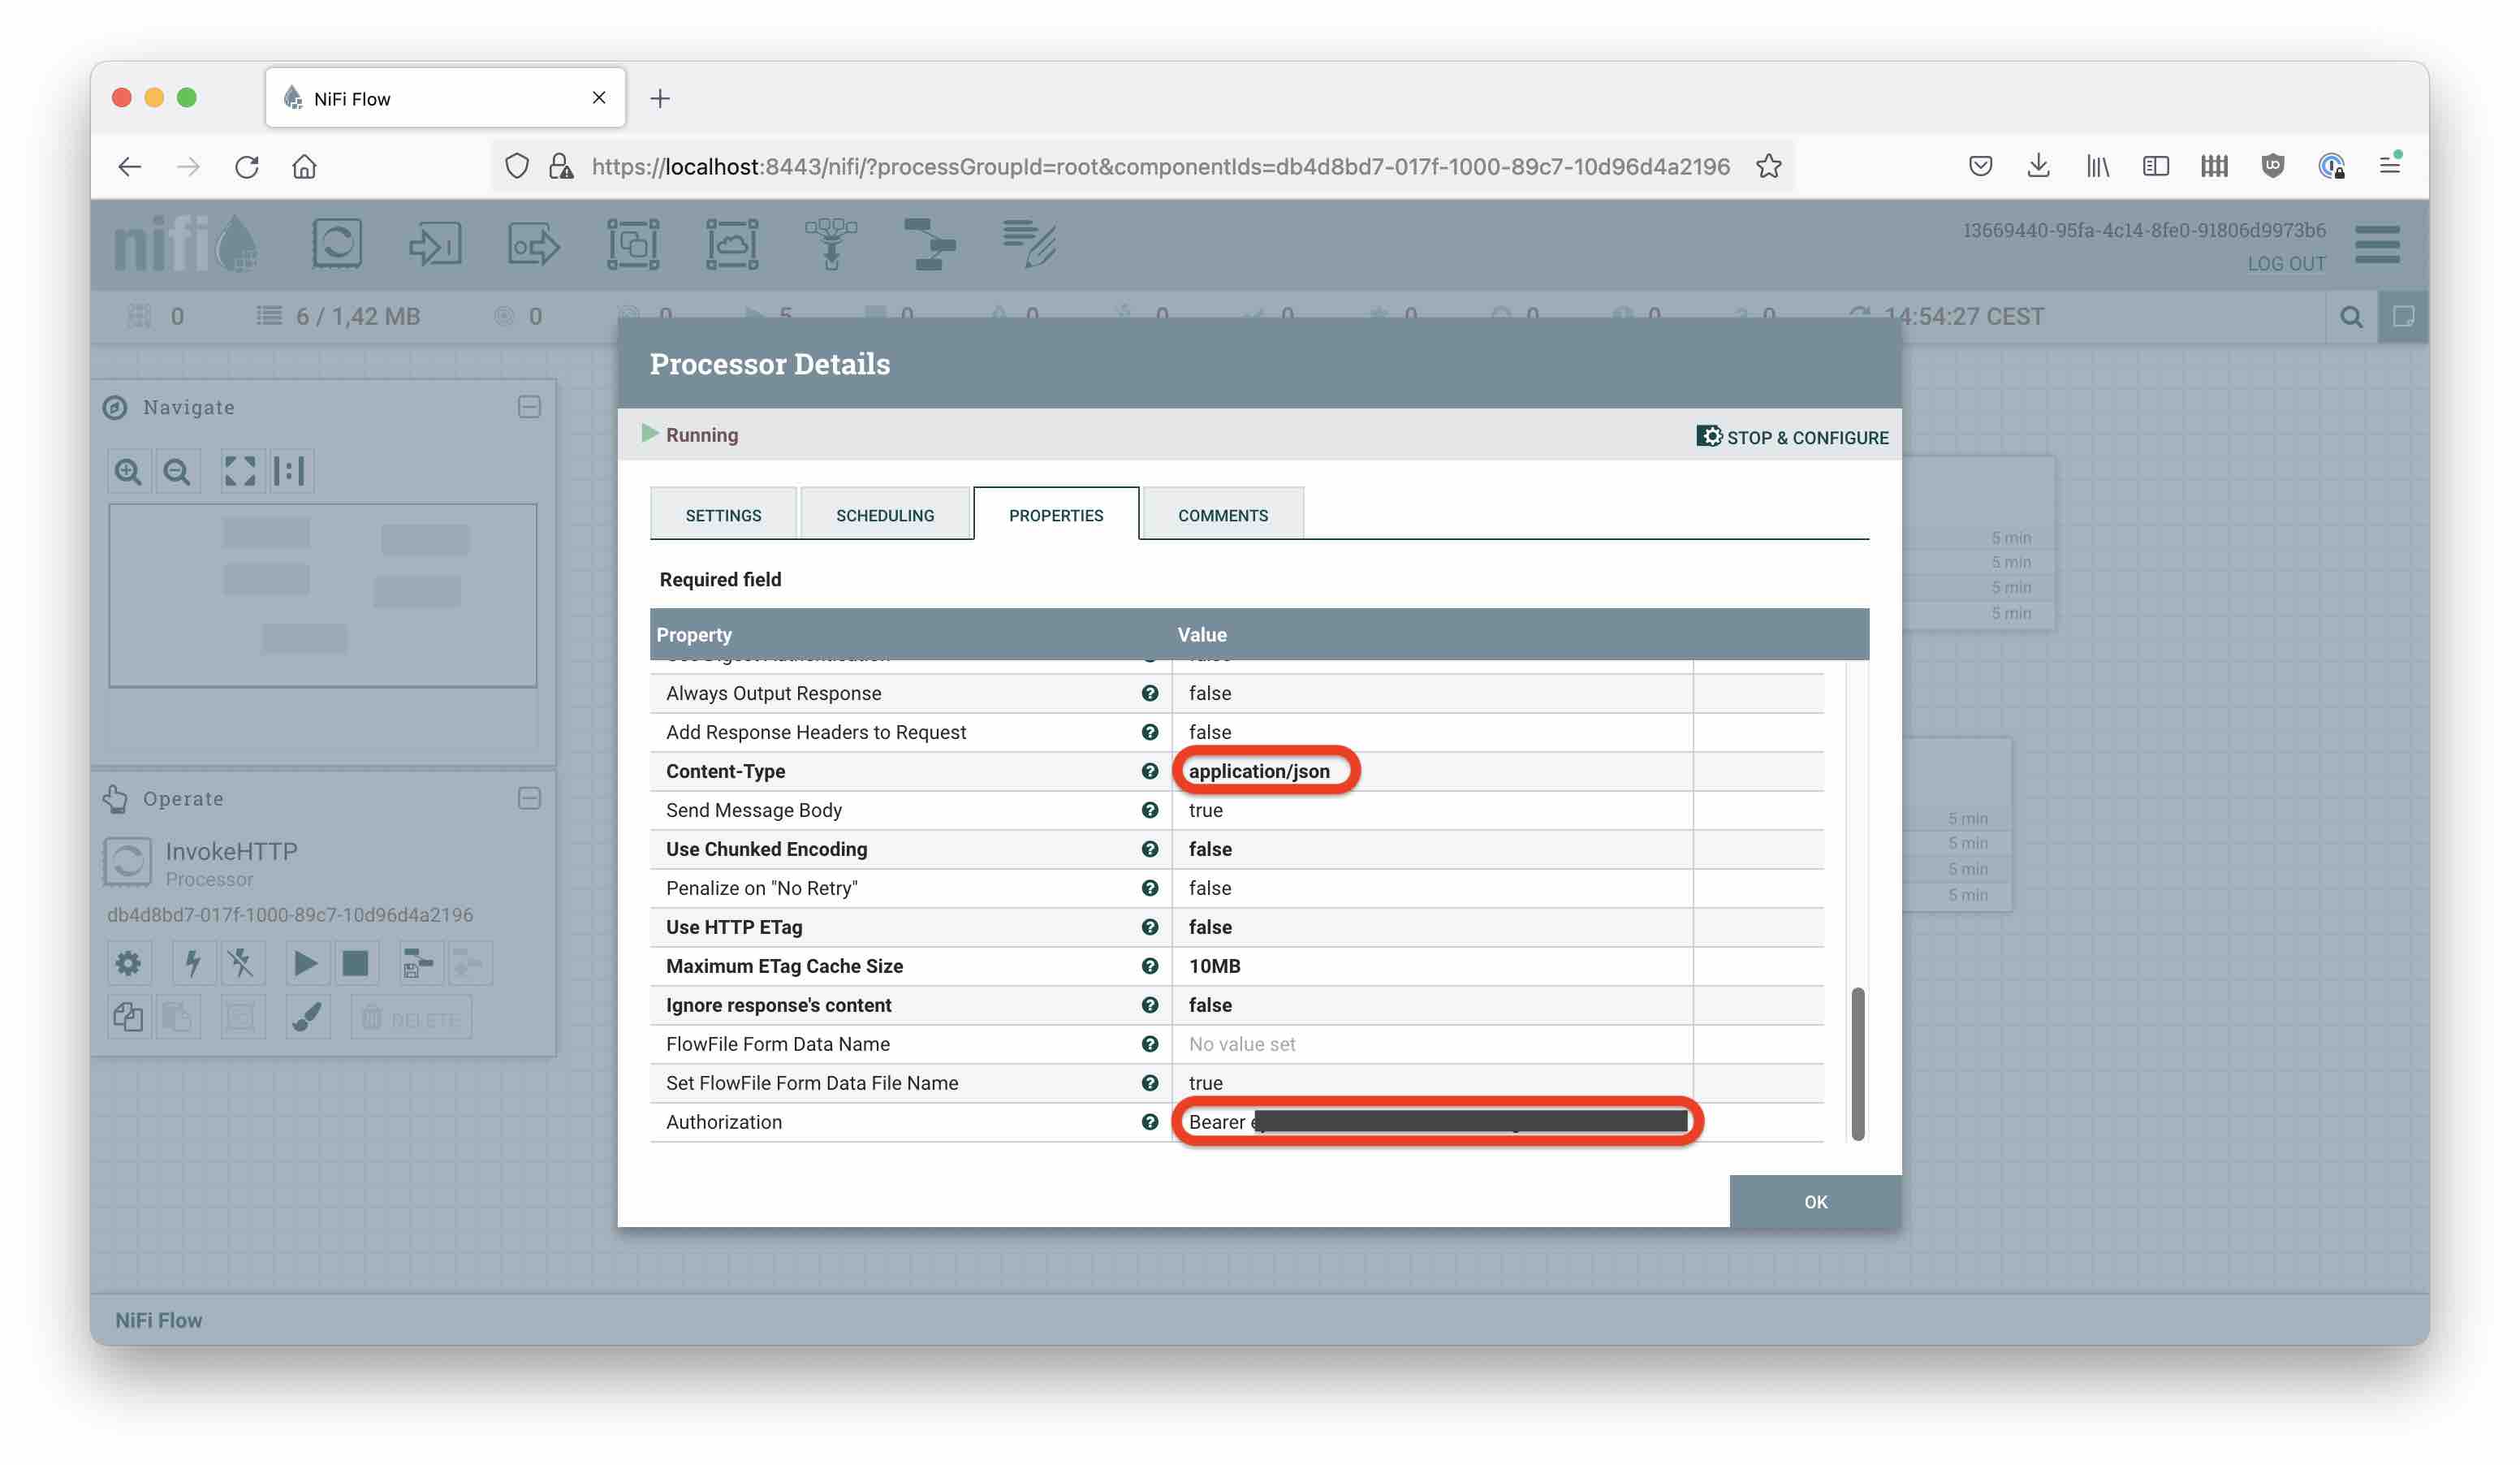 NiFi Flow
https://localhost:8443/nifi/?processGroupId=root&componentIds=db4d8bd7-017f-1000-89c7-10d96d4a2196
nifi
13669440-95fa-4c14-8fe0-91806d9973b6
LOG OUT
0 6 / 1,42 MB 0 0 5 0 0 0 0 0 0 0 0 14:54:27 CEST
Processor Details
Running
STOP & CONFIGURE
SETTINGS SCHEDULING PROPERTIES COMMENTS
Required field
Property Value
Always Output Response false
Add Response Headers to Request false
Content-Type application/json
Send Message Body true
Use Chunked Encoding false
Penalize on "No Retry" false
Use HTTP ETag false
Maximum ETag Cache Size 10MB
Ignore response's content false
FlowFile Form Data Name No value set
Set FlowFile Form Data File Name true
Authorization Bearer
OK
Navigate
Operate
InvokeHTTP
Processor
db4d8bd7-017f-1000-89c7-10d96d4a2196
DELETE
5 min
5 min
5 min
5 min
5 min
5 min
5 min
5 min
NiFi Flow